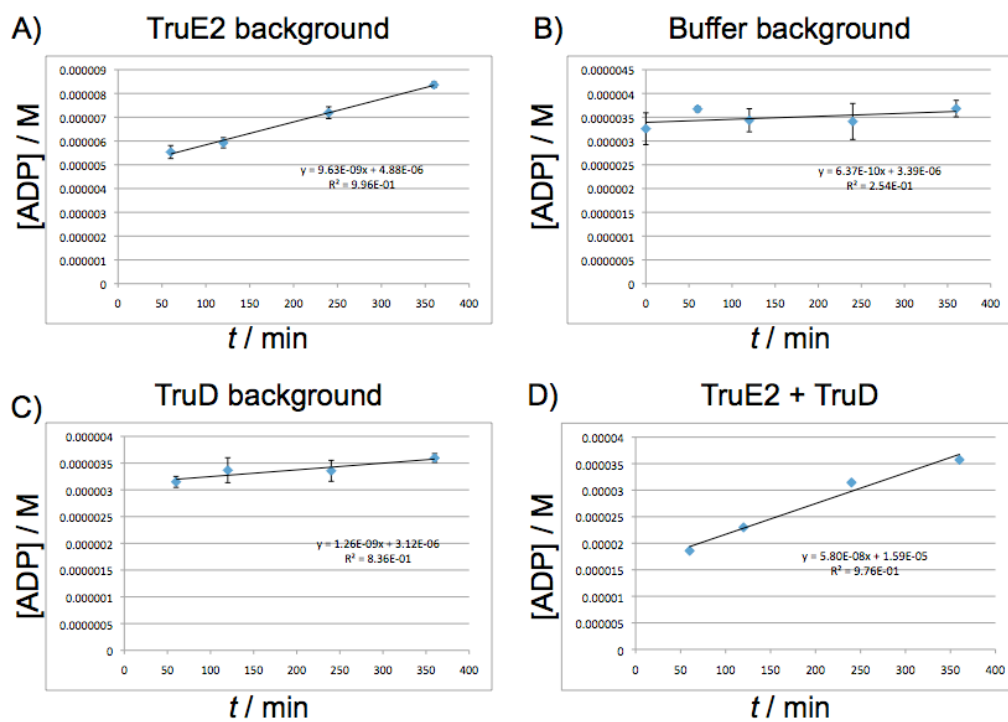 A) TruE2 background
[ADP] / M
0.000009
0.000008
0.000007
0.000006
0.000005
0.000004
0.000003
0.000002
0.000001
0
y = 9.63E-09x + 4.88E-06
R² = 9.96E-01
0 50 100 150 200 250 300 350 400
t / min
B) Buffer background
[ADP] / M
0.0000045
0.000004
0.0000035
0.000003
0.0000025
0.000002
0.0000015
0.000001
0.0000005
0
y = 6.37E-10x + 3.39E-06
R² = 2.54E-01
0 50 100 150 200 250 300 350 400
t / min
C) TruD background
[ADP] / M
0.000004
0.0000035
0.000003
0.0000025
0.000002
0.0000015
0.000001
0.0000005
0
y = 1.26E-09x + 3.12E-06
R² = 8.36E-01
0 50 100 150 200 250 300 350 400
t / min
D) TruE2 + TruD
[ADP] / M
0.00004
0.000035
0.00003
0.000025
0.00002
0.000015
0.00001
0.000005
0
y = 5.80E-08x + 1.59E-05
R² = 9.76E-01
0 50 100 150 200 250 300 350 400
t / min